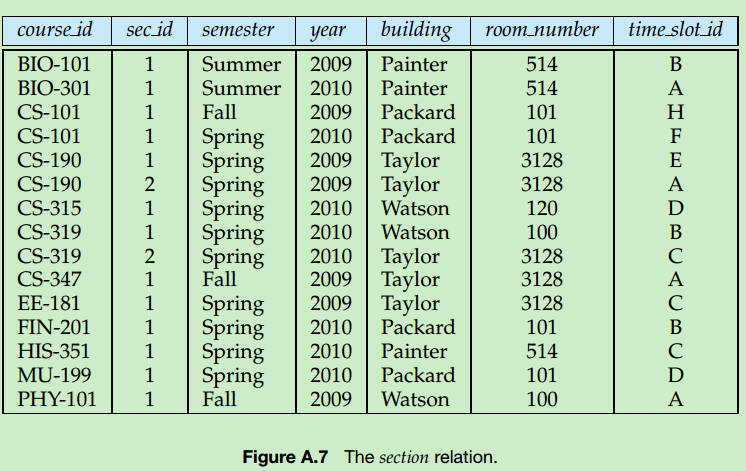 course_id sec_id semester year building room_number time_slot_id
BIO-101 1 Summer 2009 Painter 514 B
BIO-301 1 Summer 2010 Painter 514 A
CS-101 1 Fall 2009 Packard 101 H
CS-101 1 Spring 2010 Packard 101 F
CS-190 1 Spring 2009 Taylor 3128 E
CS-190 2 Spring 2009 Taylor 3128 A
CS-315 1 Spring 2010 Watson 120 D
CS-319 1 Spring 2010 Watson 100 B
CS-319 2 Spring 2010 Taylor 3128 C
CS-347 1 Fall 2009 Taylor 3128 A
EE-181 1 Spring 2009 Taylor 3128 C
FIN-201 1 Spring 2010 Packard 101 B
HIS-351 1 Spring 2010 Painter 514 C
MU-199 1 Spring 2010 Packard 101 D
PHY-101 1 Fall 2009 Watson 100 A
Figure A.7 The section relation.